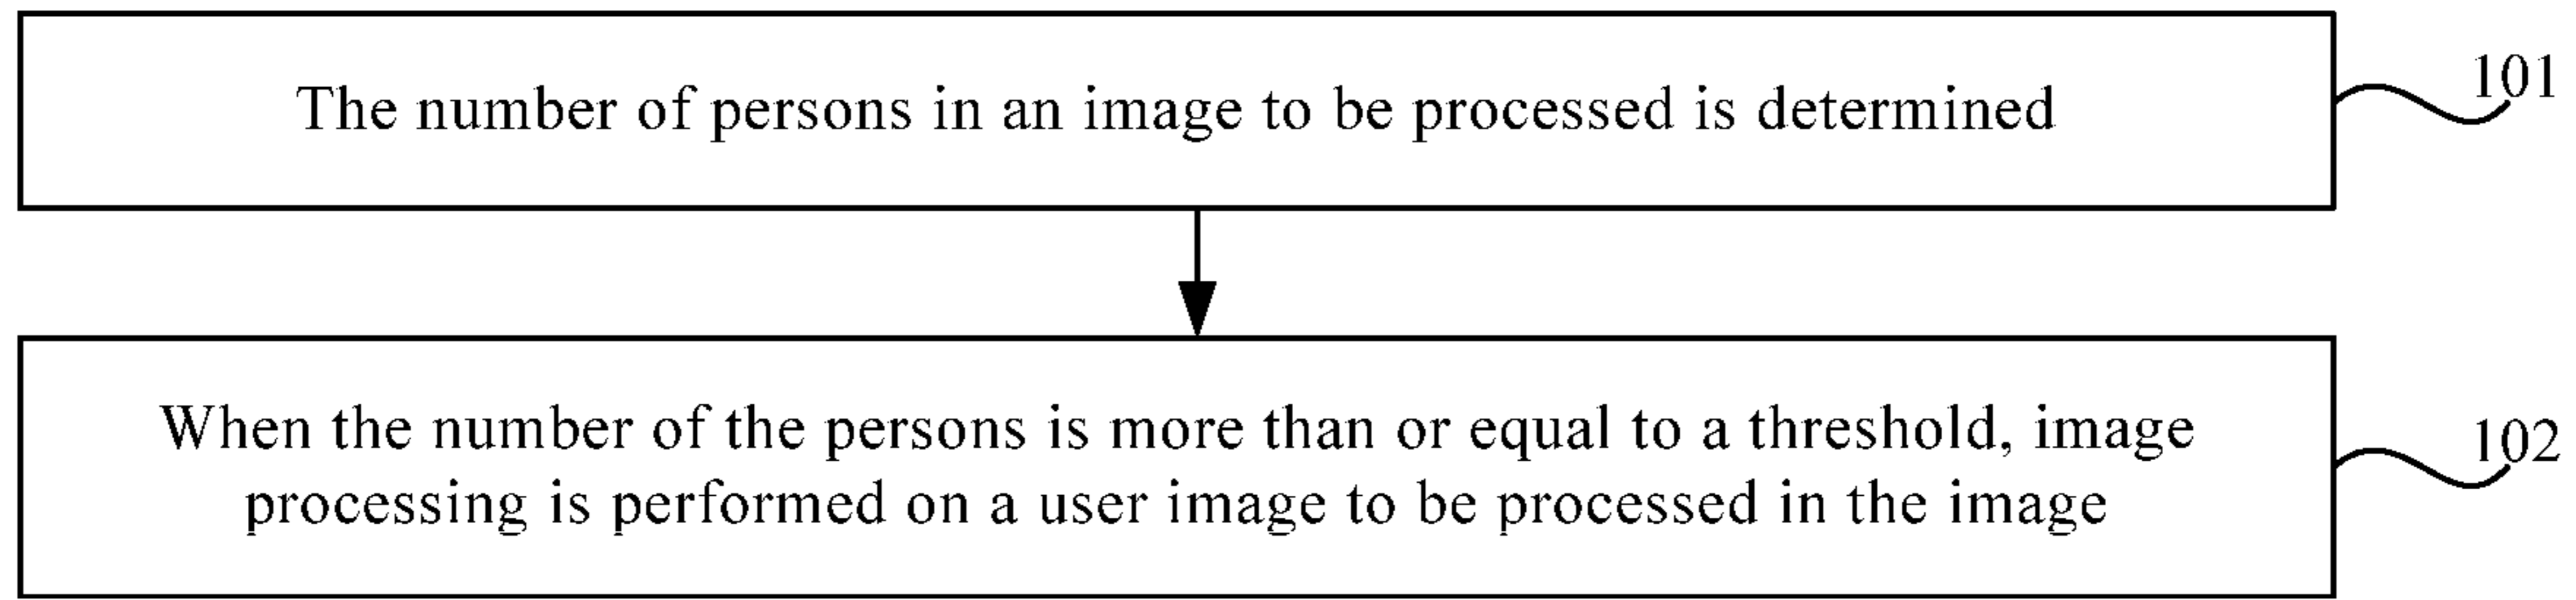 The number of persons in an image to be processed is determined
101
When the number of the persons is more than or equal to a threshold, image
processing is performed on a user image to be processed in the image
102